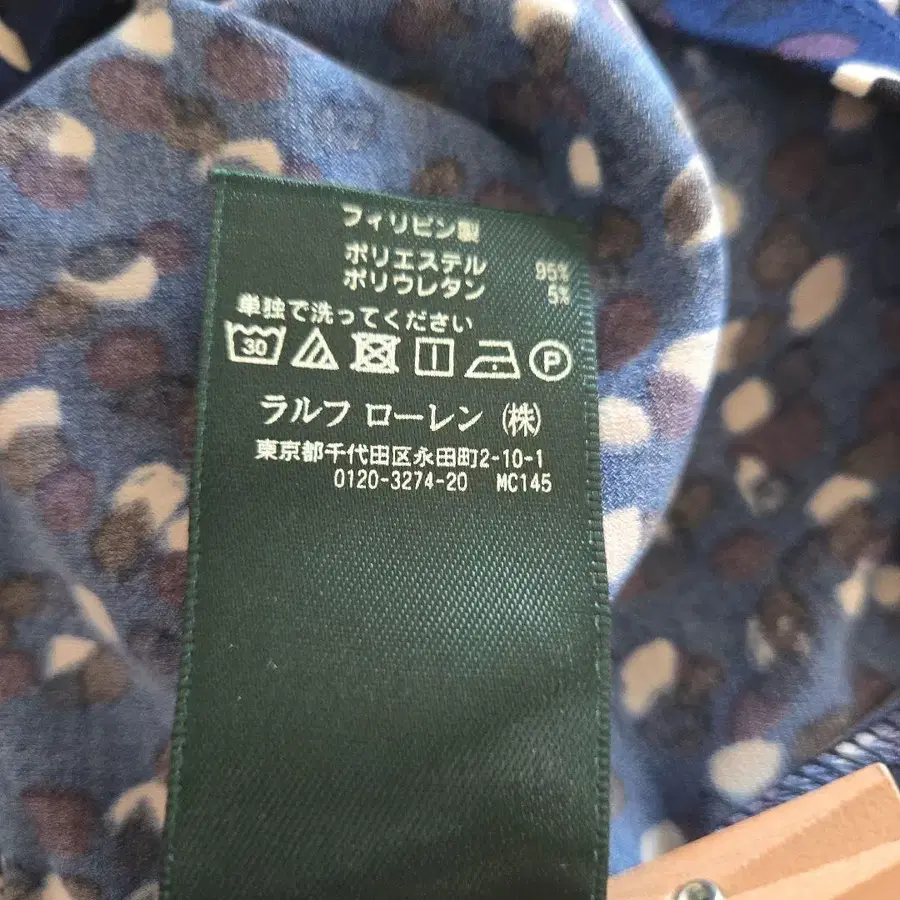 フィリピン製
ポリエステル 95%
ポリウレタン 5%
単独で洗ってください
30 P
ラルフ ローレン (株)
東京都千代田区永田町2-10-1
0120-3274-20 MC145